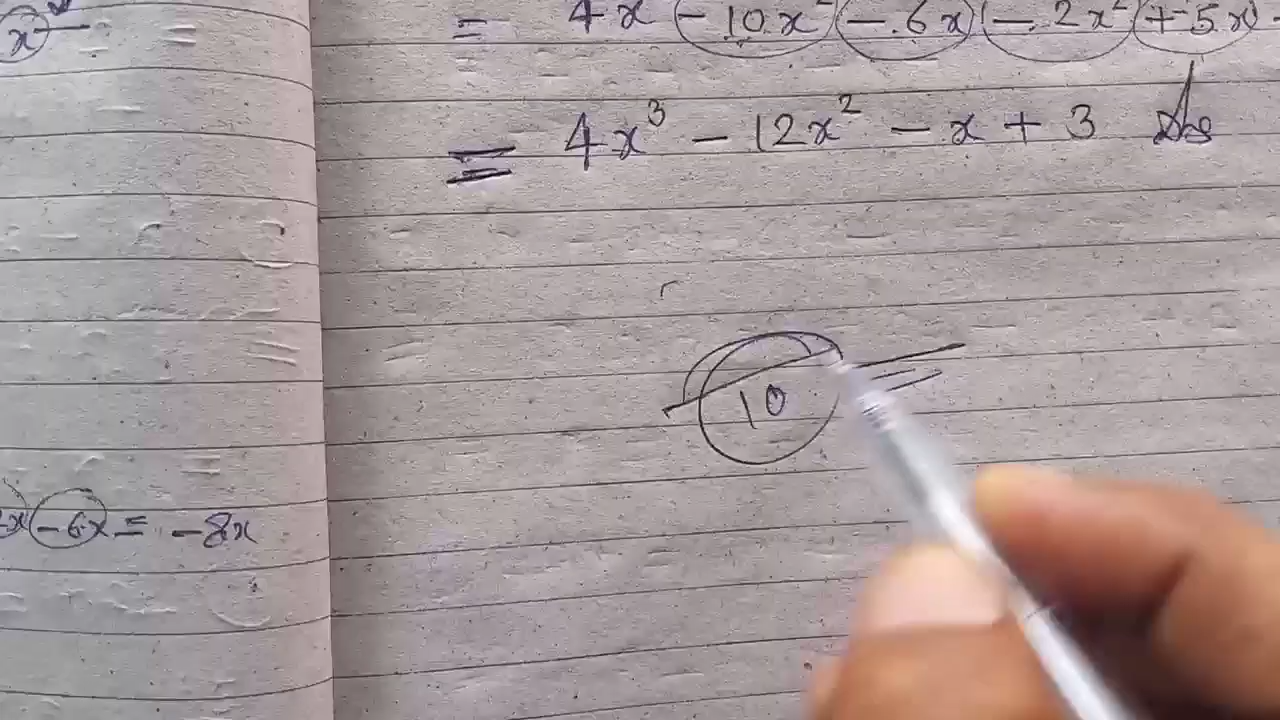 x
= 4x - 10x² - 6x - 2x² + 5x
= 4x³ - 12x² - x + 3 Ans
10
- 6x = - 8x